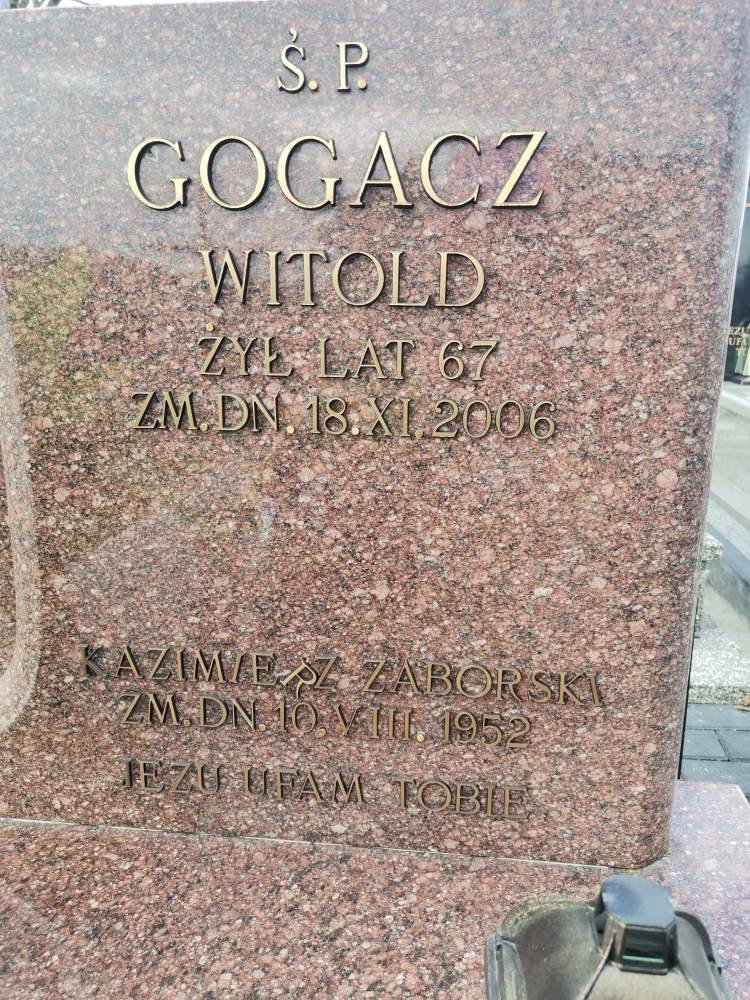 Ś. P.
GOGACZ
WITOLD
ŻYŁ LAT 67
ZM. DN. 18. XI. 2006
KAZIMIERZ ZABORSKI
ZM. DN. 10. VIII. 1952
JEZU UFAM TOBIE